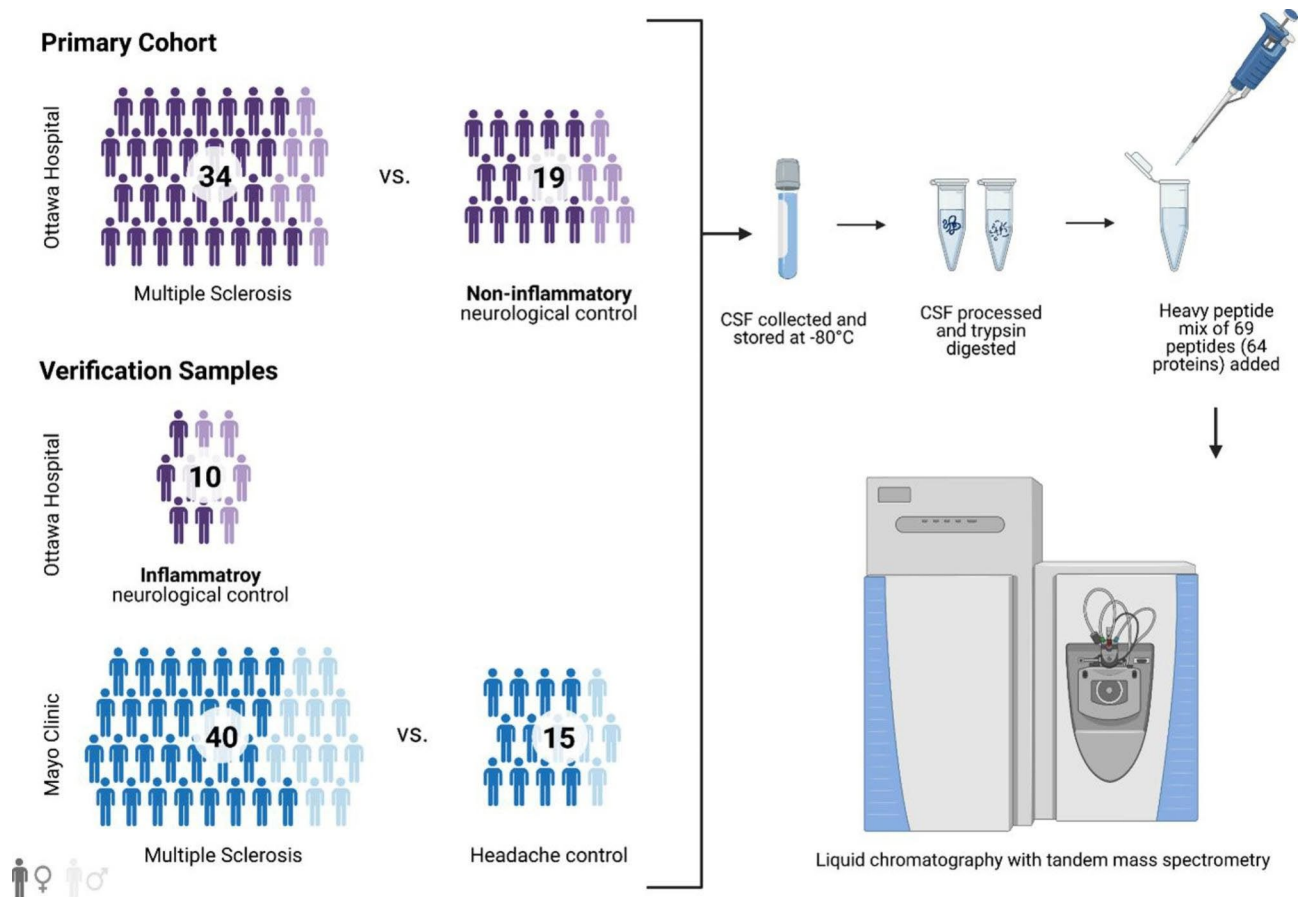 Primary Cohort
Ottawa Hospital
34
vs.
19
Multiple Sclerosis
Non-inflammatory
neurological control
Verification Samples
Ottawa Hospital
10
Inflammatroy
neurological control
Mayo Clinic
40
vs.
15
Multiple Sclerosis
Headache control
CSF collected and
stored at -80°C
CSF processed
and trypsin
digested
Heavy peptide
mix of 69
peptides (64
proteins) added
Liquid chromatography with tandem mass spectrometry